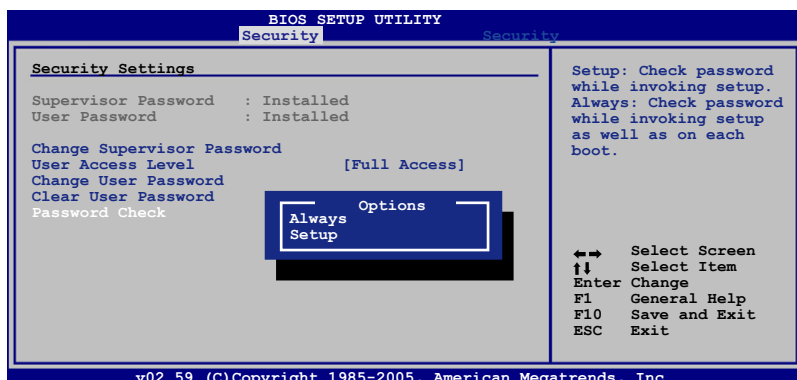 BIOS SETUP UTILITY
Security Security
Security Settings
Supervisor Password : Installed
User Password : Installed
Change Supervisor Password
User Access Level [Full Access]
Change User Password
Clear User Password
Password Check
Options
Always
Setup
Setup: Check password
while invoking setup.
Always: Check password
while invoking setup
as well as on each
boot.
←→ Select Screen
↑↓ Select Item
Enter Change
F1 General Help
F10 Save and Exit
ESC Exit
v02.59 (C)Copyright 1985-2005, American Megatrends, Inc